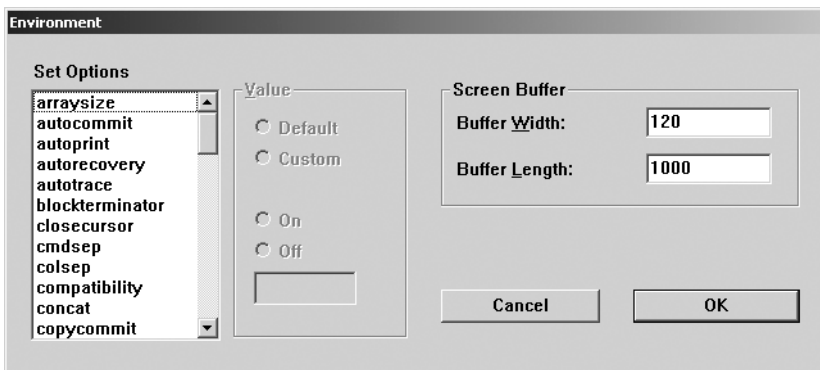 Environment
Set Options
arraysize
autocommit
autoprint
autorecovery
autotrace
blockterminator
closecursor
cmdsep
colsep
compatibility
concat
copycommit
Value
Default
Custom
On
Off
Screen Buffer
Buffer Width: 120
Buffer Length: 1000
Cancel OK